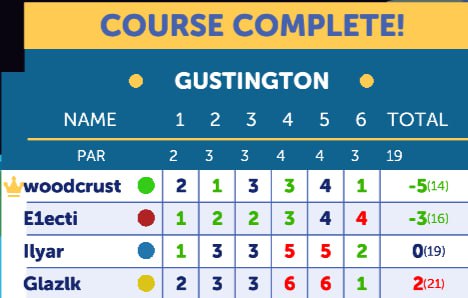 COURSE COMPLETE!
GUSTINGTON
NAME 1 2 3 4 5 6 TOTAL
PAR 2 3 3 4 4 3 19
woodcrust 2 1 3 3 4 1 -5(14)
E1ecti 1 2 2 3 4 4 -3(16)
Ilyar 1 3 3 5 5 2 0(19)
Glazlk 2 3 3 6 6 1 2(21)